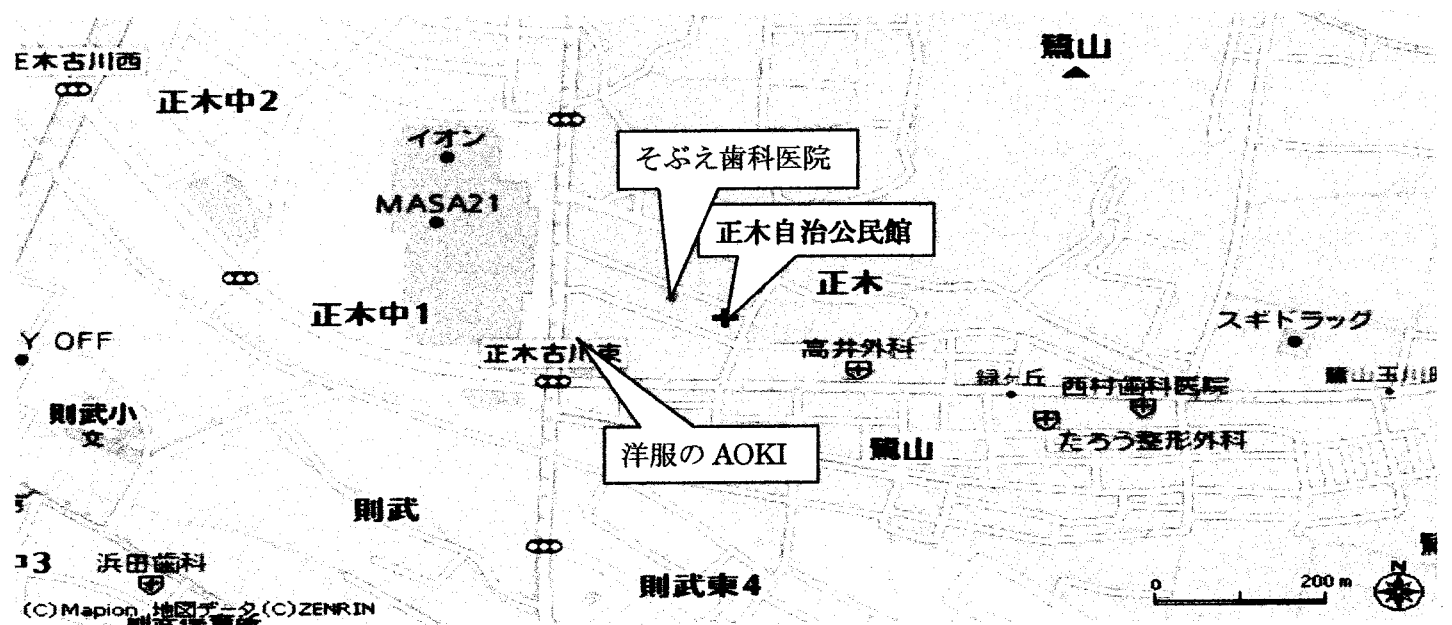 鷺山
正木古川西
正木中2
イオン
そぶえ歯科医院
MASA21
正木自治公民館
正木
正木中1
スギドラッグ
Y OFF
正木古川東
高井外科
緑ヶ丘
西村歯科医院
則武小
文
たろう整形外科
洋服の AOKI
鷺山
則武
3
浜田歯科
則武東4
0
200 m
N
(C)Mapion 地図データ(C)ZENRIN